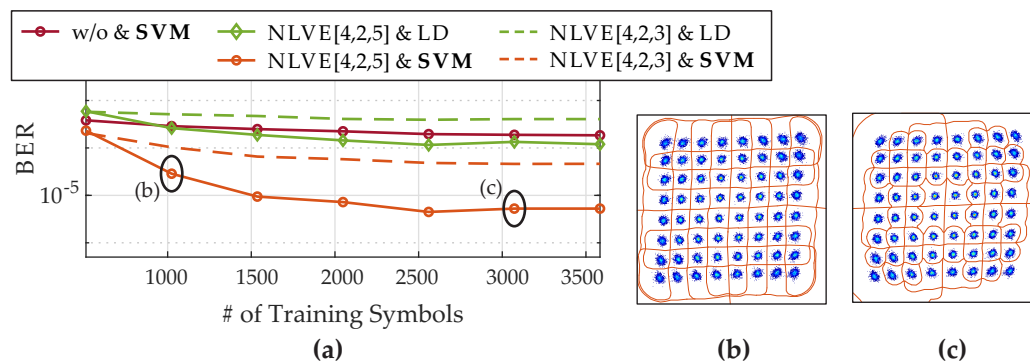 w/o & SVM NLVE[4,2,5] & LD NLVE[4,2,3] & LD
NLVE[4,2,5] & SVM NLVE[4,2,3] & SVM
BER
10^-5
(b)
(c)
1000 1500 2000 2500 3000 3500
# of Training Symbols
(a)
(b)
(c)